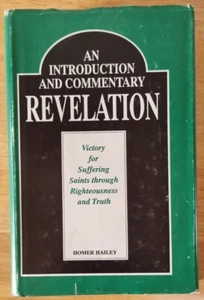 AN
INTRODUCTION
AND COMMENTARY
REVELATION
Victory
for
Suffering
Saints through
Righteousness
and Truth
HOMER HAILEY